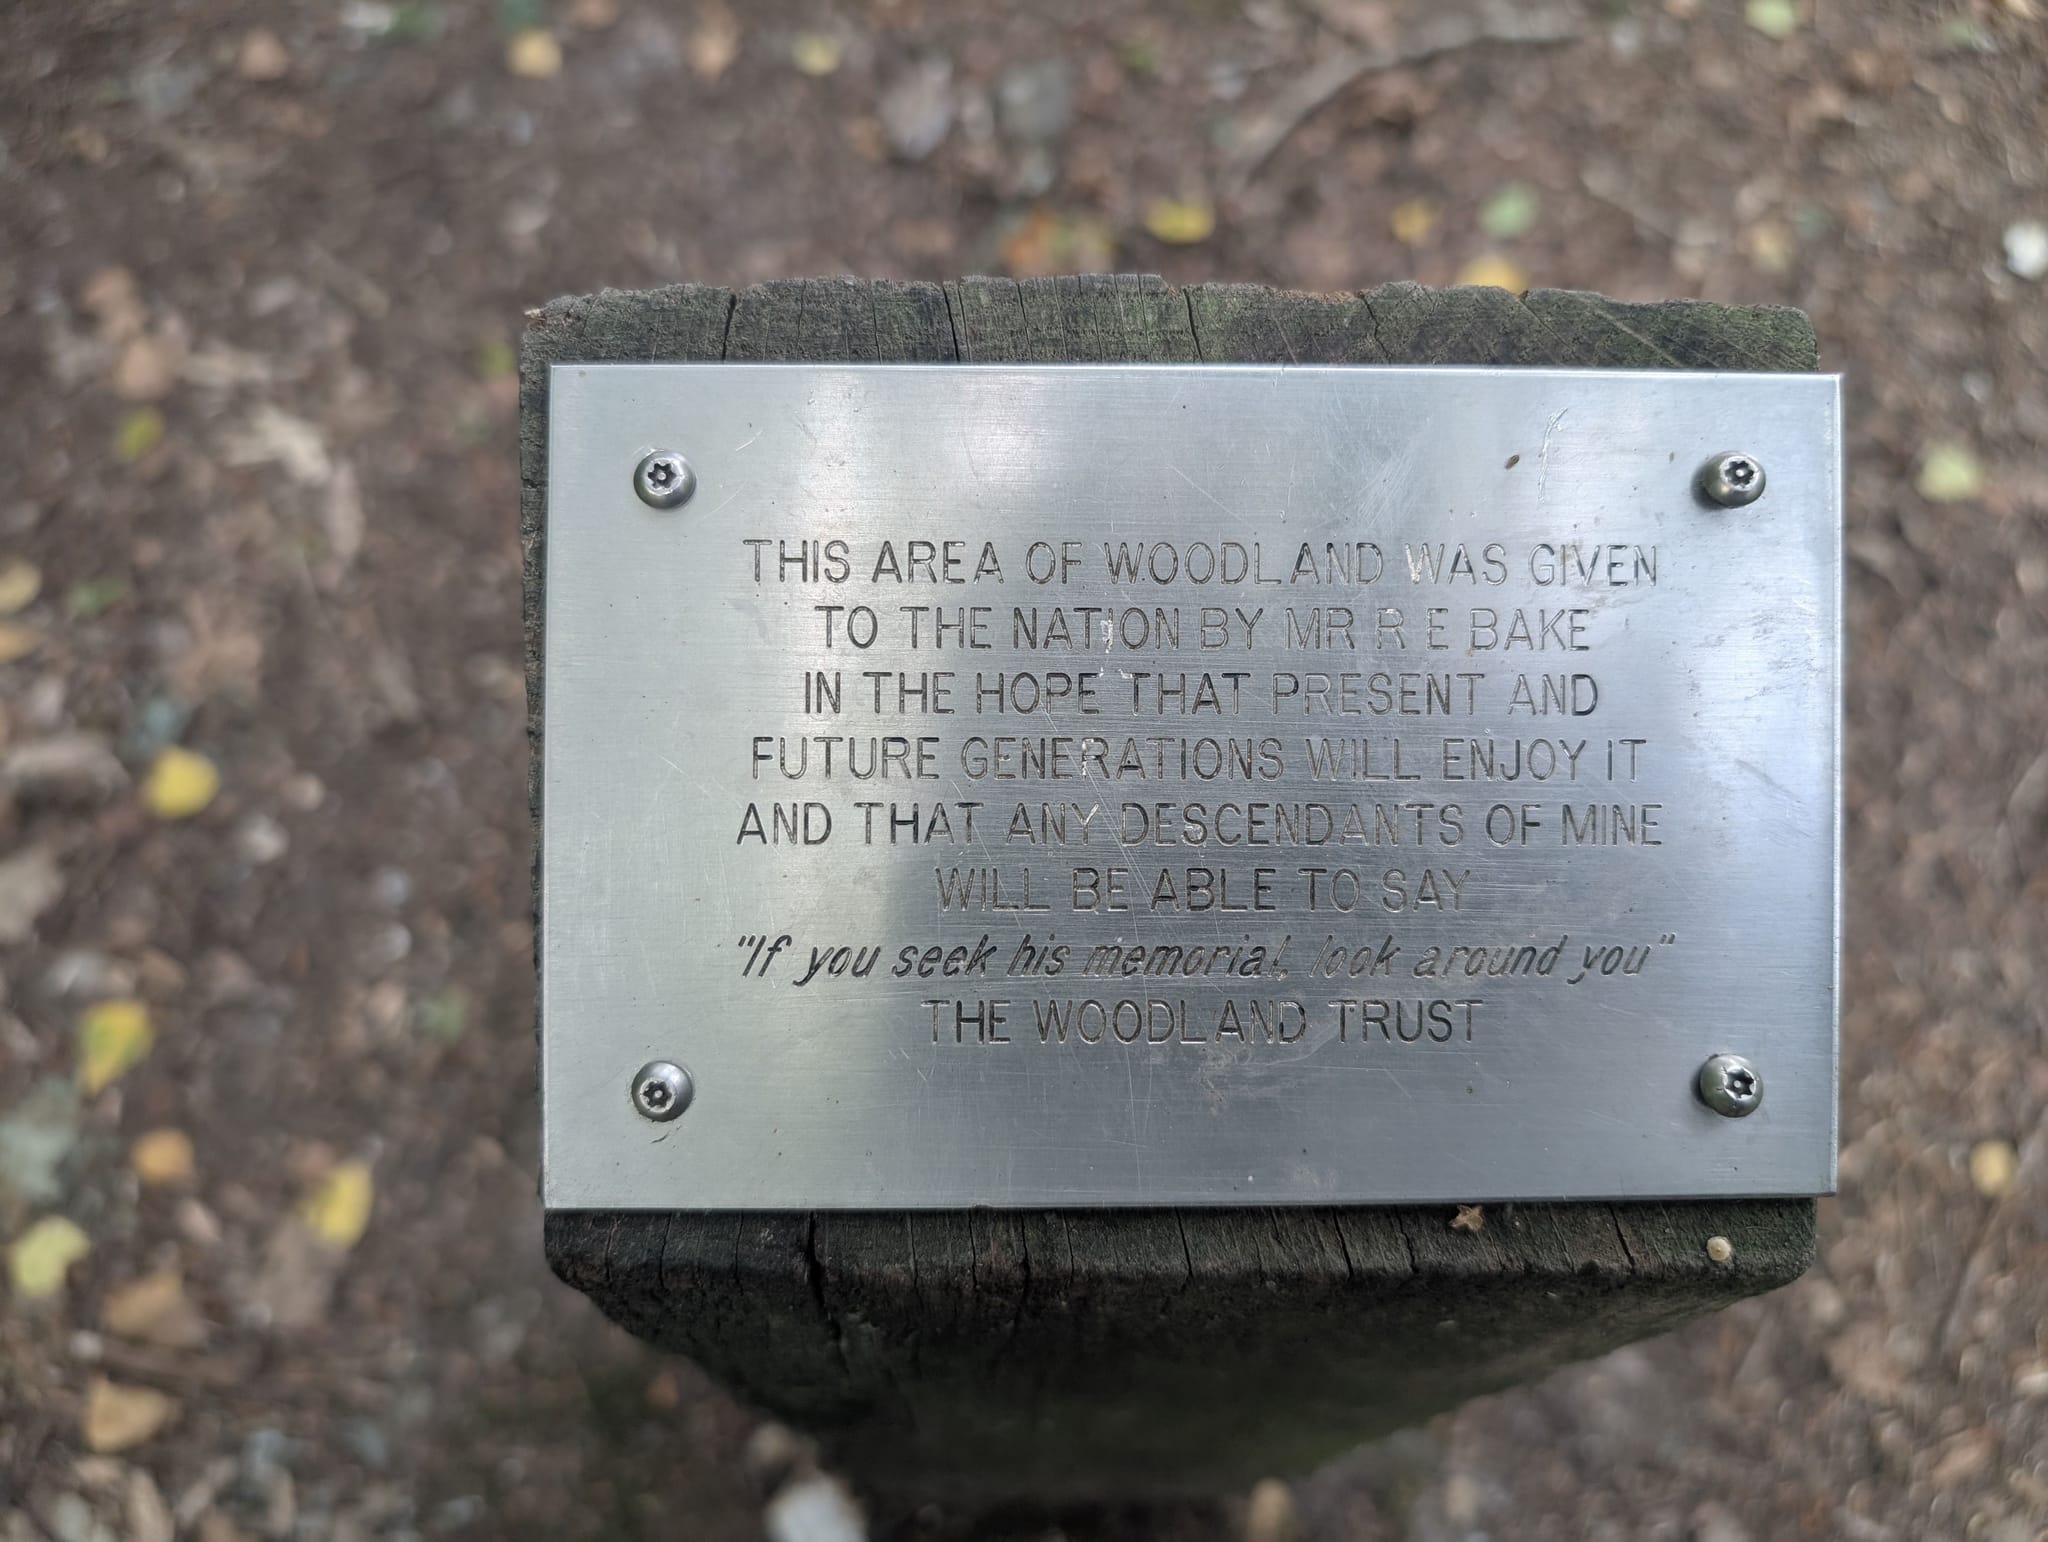 THIS AREA OF WOODLAND WAS GIVEN
TO THE NATION BY MR R E BAKE
IN THE HOPE THAT PRESENT AND
FUTURE GENERATIONS WILL ENJOY IT
AND THAT ANY DESCENDANTS OF MINE
WILL BE ABLE TO SAY
"If you seek his memorial, look around you"
THE WOODLAND TRUST